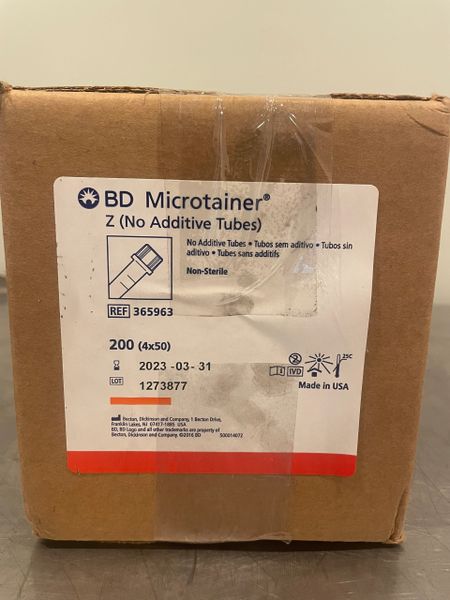 BD Microtainer®
Z (No Additive Tubes)
No Additive Tubes • Tubos sem aditivo • Tubos sin
aditivo • Tubes sans additifs
Non-Sterile
REF 365963
200 (4x50)
2023-03-31
LOT 1273877
25C
IVD
Made in USA
Becton, Dickinson and Company, 1 Becton Drive,
Franklin Lakes, NJ 07417-1885 USA
BD, BD Logo and all other trademarks are property of
Becton, Dickinson and Company. ©2016 BD 500014072